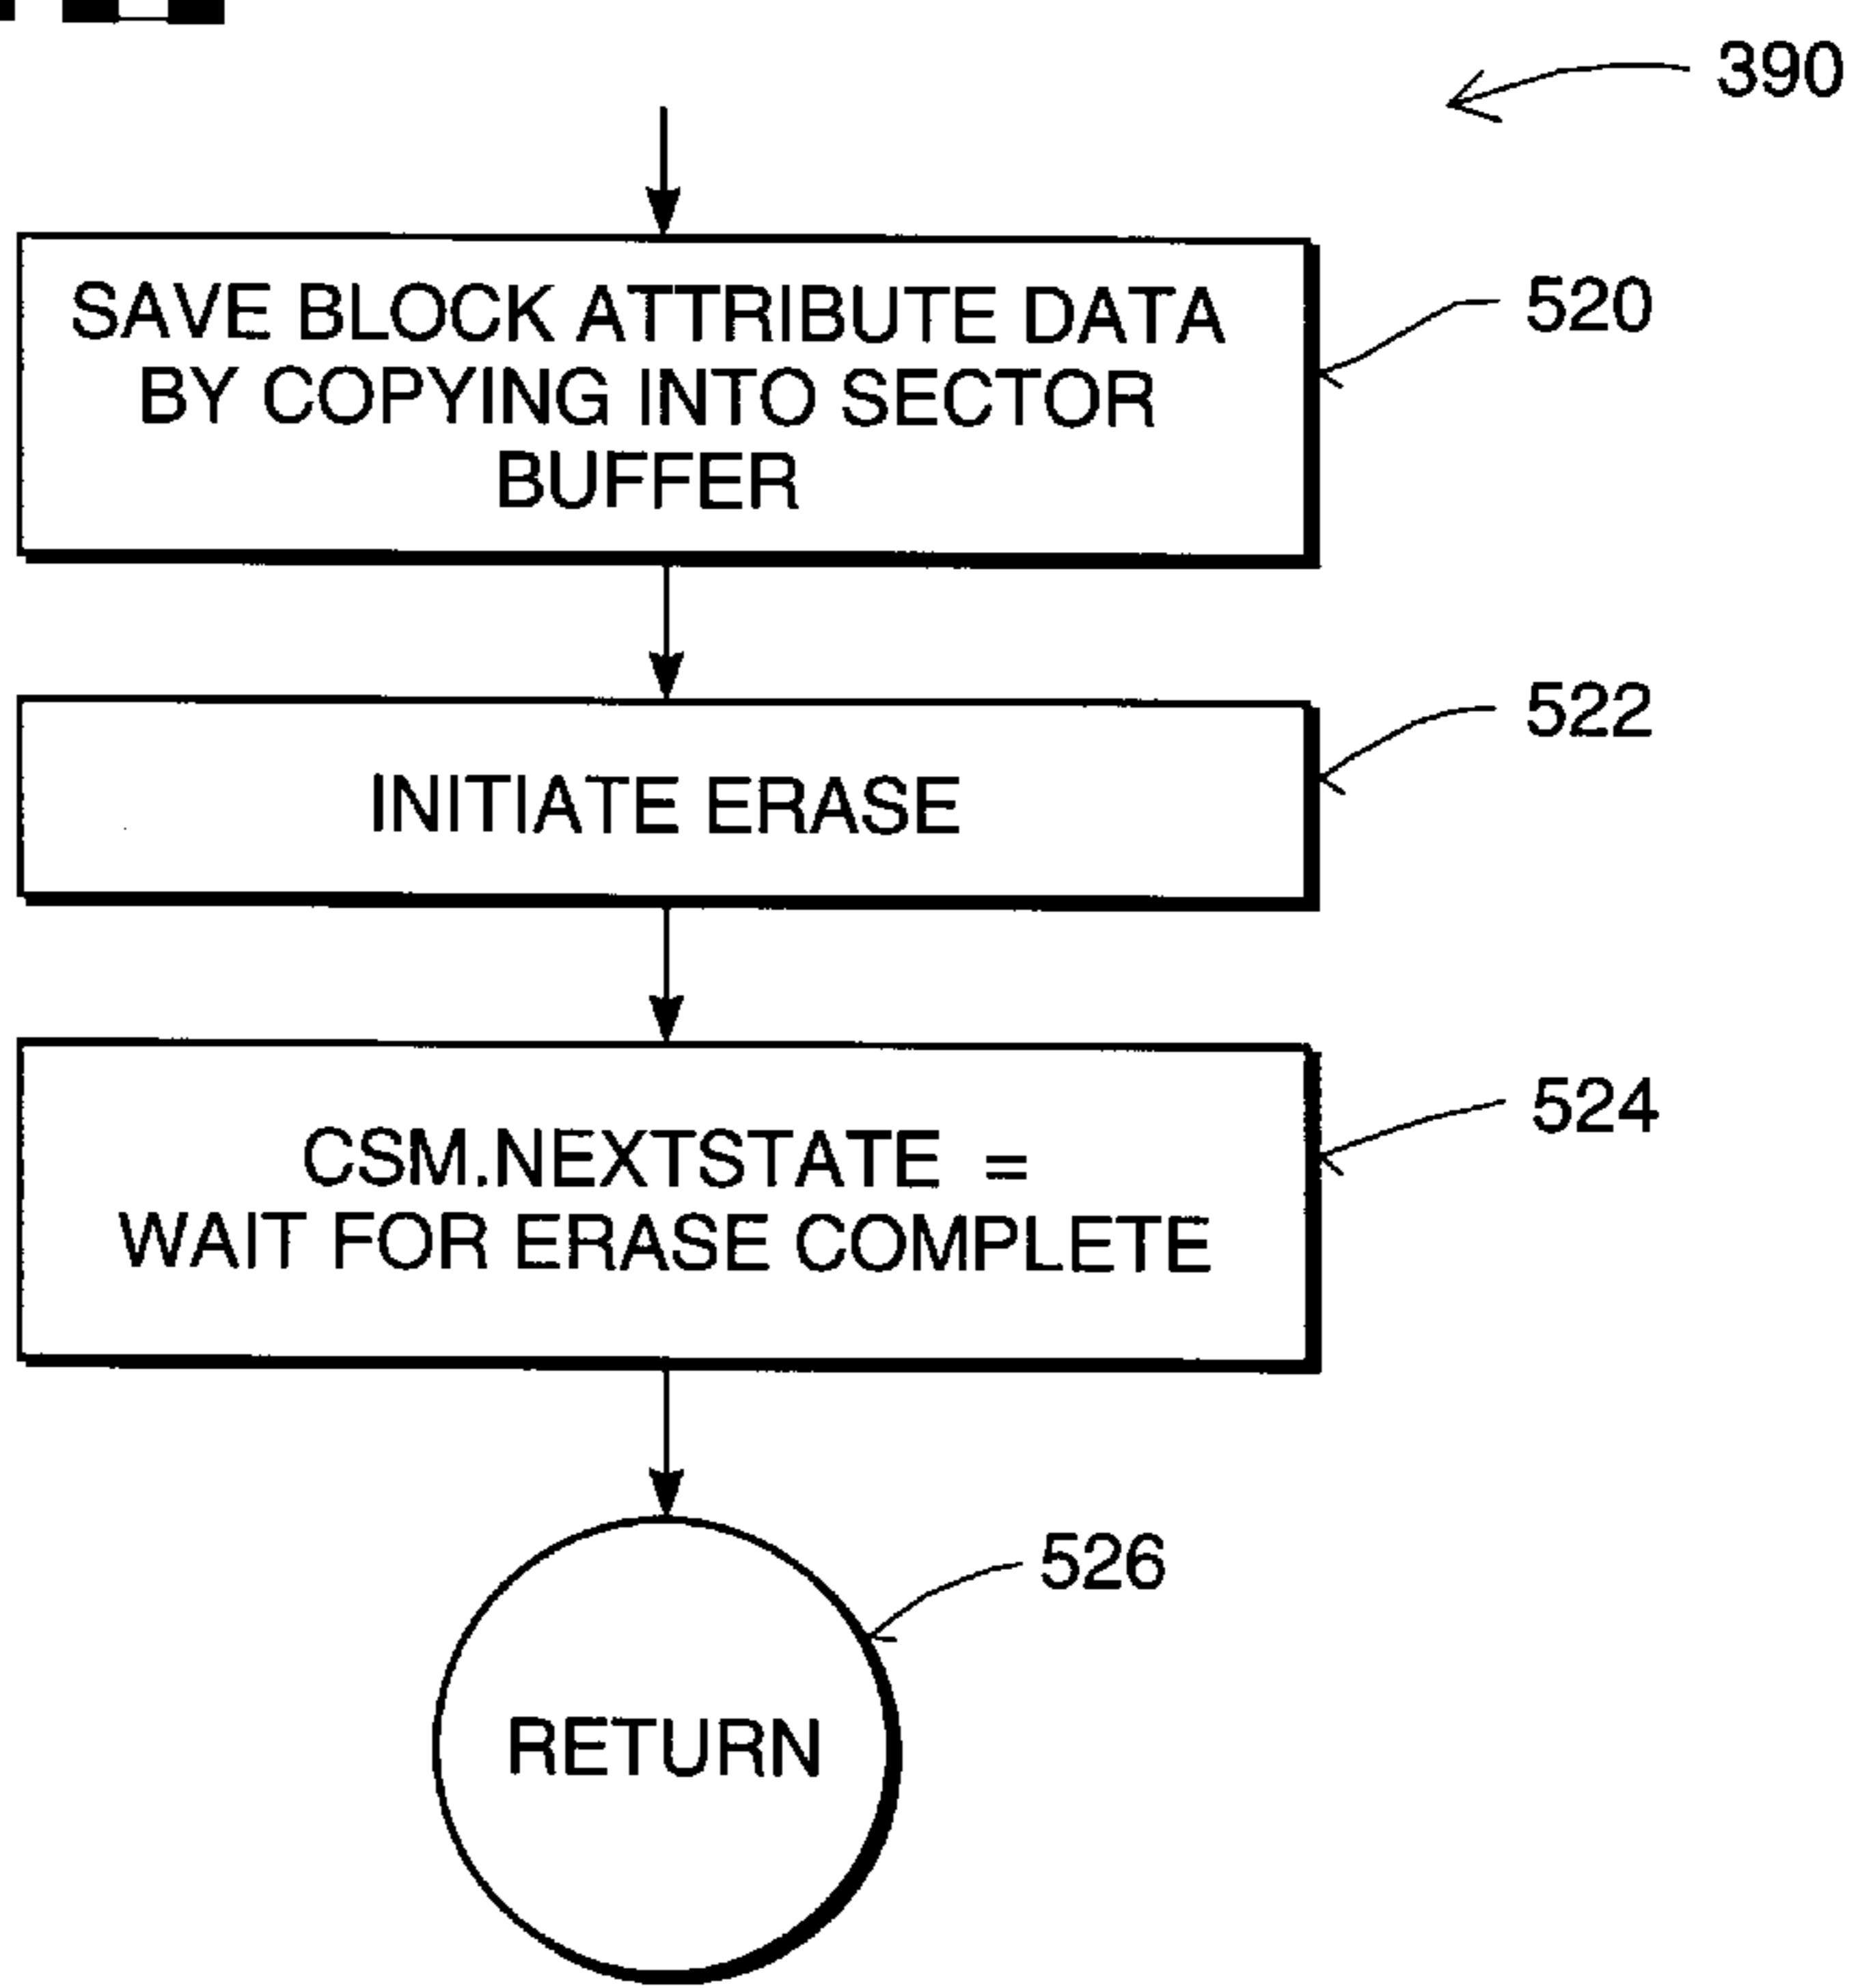 390
SAVE BLOCK ATTRIBUTE DATA
BY COPYING INTO SECTOR
BUFFER
520
INITIATE ERASE
522
CSM.NEXTSTATE =
WAIT FOR ERASE COMPLETE
524
RETURN
526